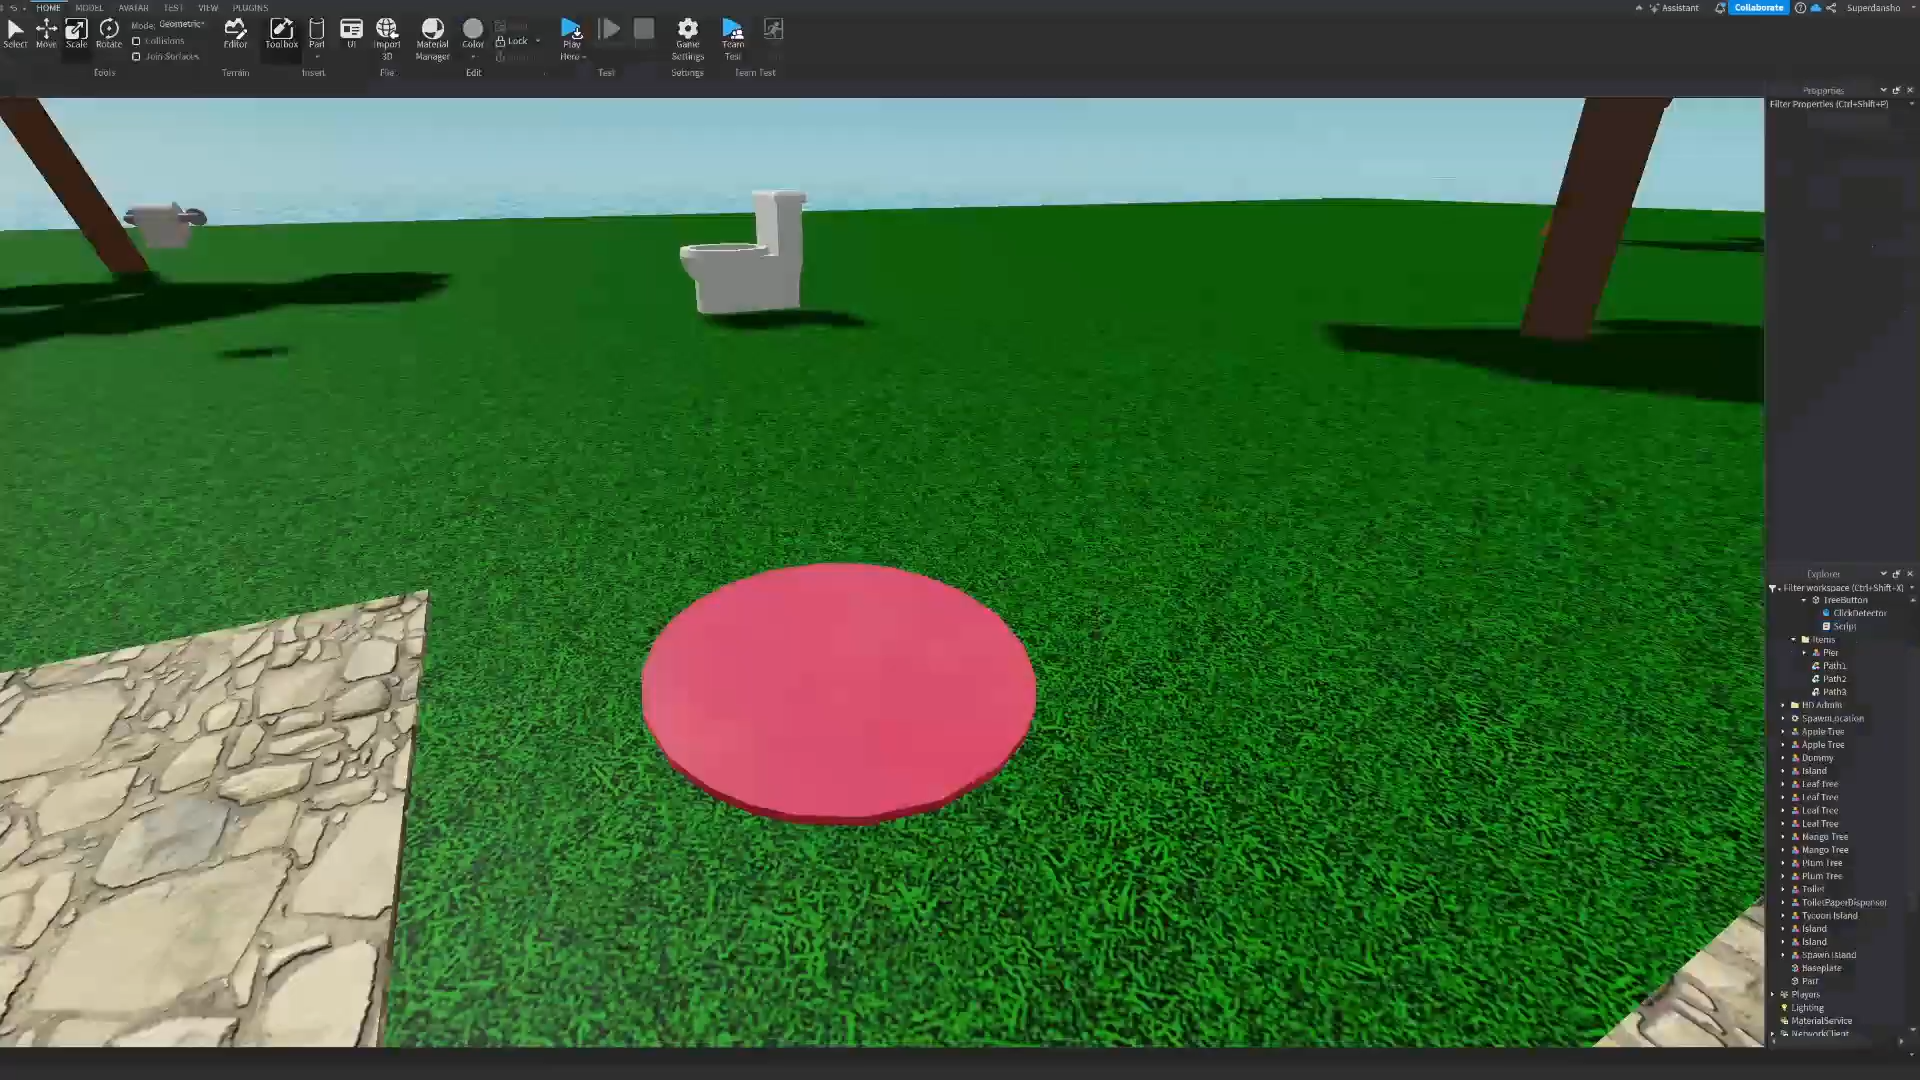 HOME MODEL AVATAR TEST VIEW PLUGINS
Assistant Collaborate Superdansho
Select Move Scale Rotate
Mode: Geometric
Collisions
Join Surfaces
Editor Toolbox Part UI Import 3D Material Manager Color
Lock
Play Here Game Settings Team Test
Tools Terrain Insert File Edit Test Settings Team Test
Properties
Filter Properties (Ctrl+Shift+P)
Explorer
Filter workspace (Ctrl+Shift+X)
TreeButton
ClickDetector
Script
Items
Pier
Path1
Path2
Path3
HD Admin
SpawnLocation
Apple Tree
Apple Tree
Dommy
Island
Leaf Tree
Leaf Tree
Leaf Tree
Leaf Tree
Mango Tree
Mango Tree
Plum Tree
Plum Tree
Toilet
ToiletPaperDispenser
Tycoon Island
Island
Island
Spawn Island
Baseplate
Part
Players
Lighting
MaterialService
NetworkClient